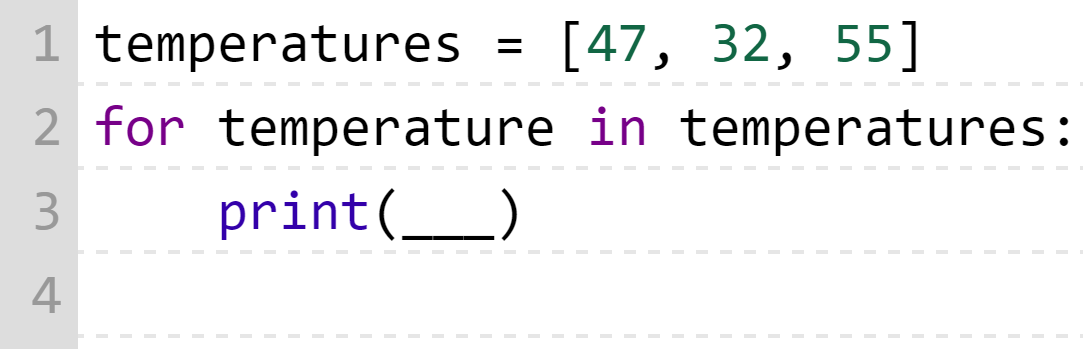 1 temperatures = [47, 32, 55]
2 for temperature in temperatures:
3     print(___)
4